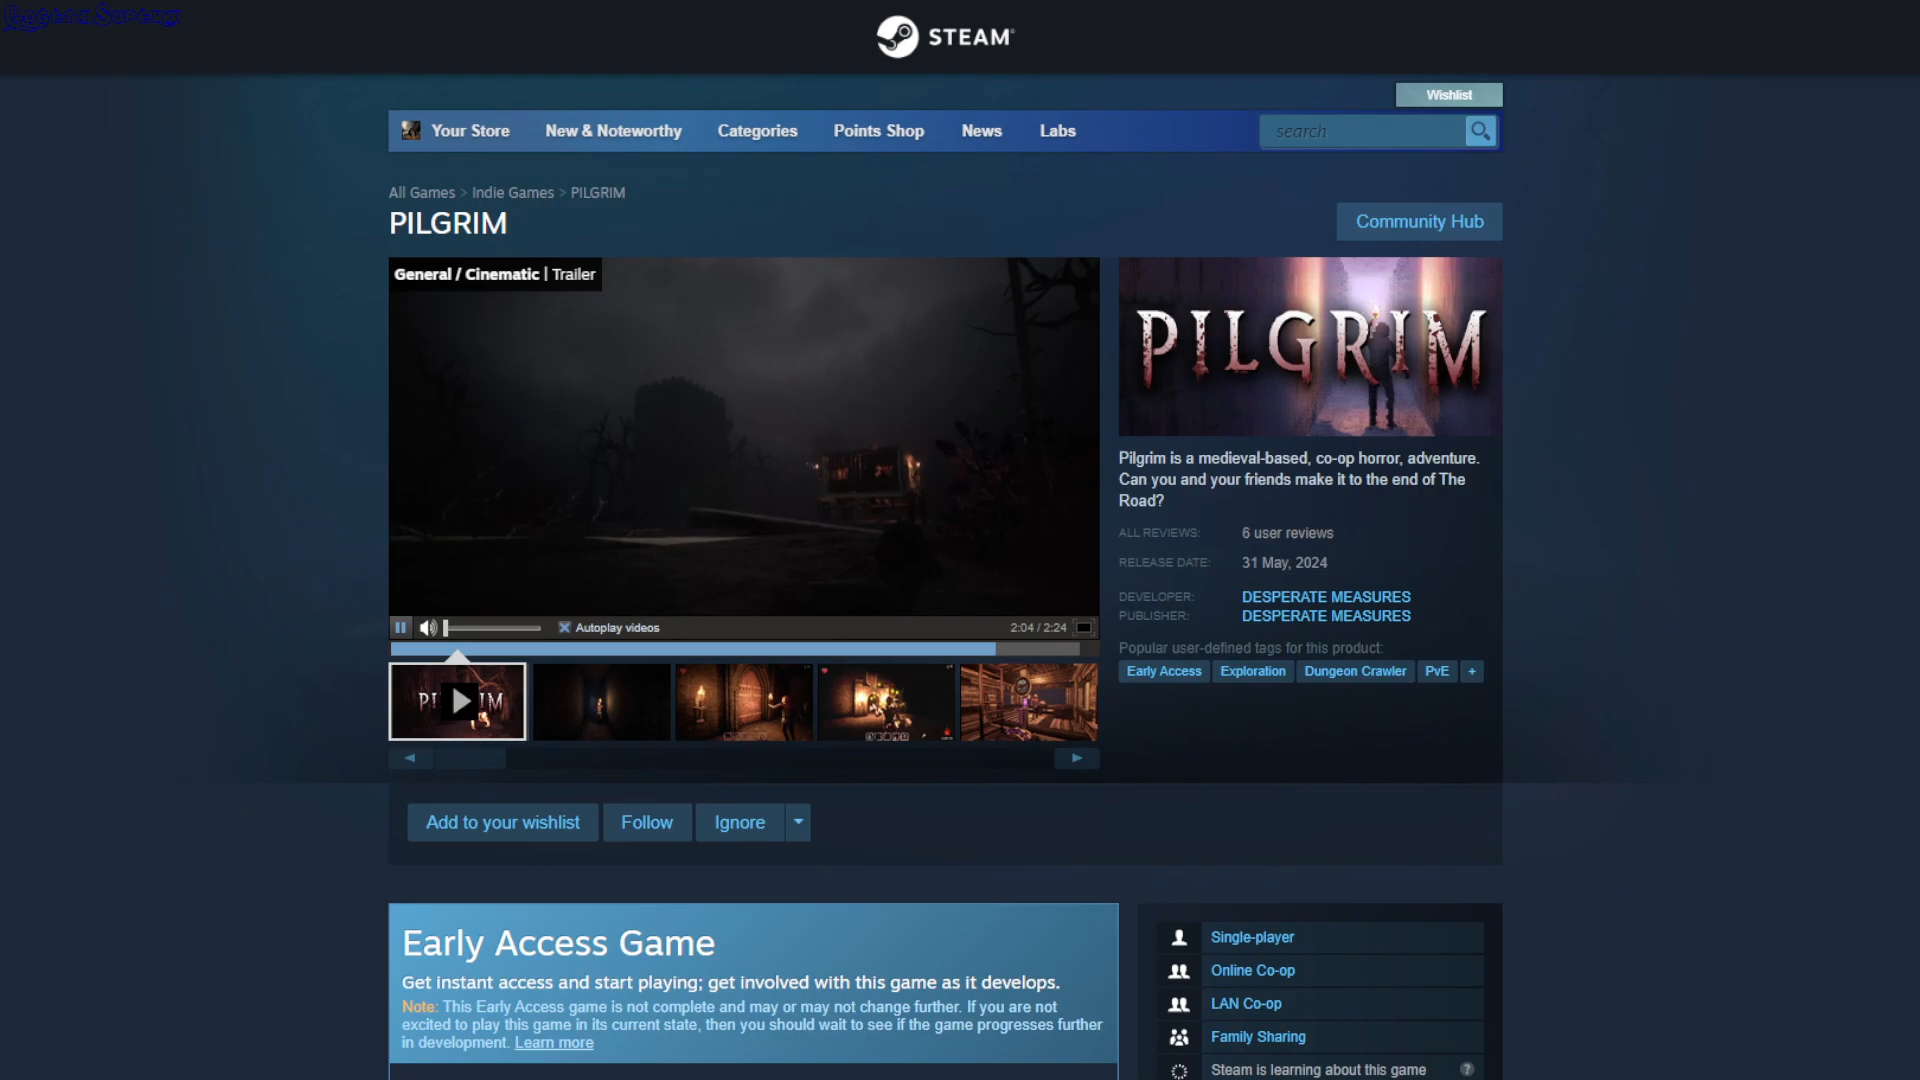 STEAM
Wishlist
Your Store New & Noteworthy Categories Points Shop News Labs search
All Games > Indie Games > PILGRIM
PILGRIM
Community Hub
General / Cinematic | Trailer
PILGRIM
Pilgrim is a medieval-based, co-op horror, adventure.
Can you and your friends make it to the end of The
Road?
ALL REVIEWS: 6 user reviews
RELEASE DATE: 31 May, 2024
DEVELOPER: DESPERATE MEASURES
PUBLISHER: DESPERATE MEASURES
Popular user-defined tags for this product:
Early Access Exploration Dungeon Crawler PvE +
Autoplay videos 2:04 / 2:24
Add to your wishlist Follow Ignore
Early Access Game
Get instant access and start playing; get involved with this game as it develops.
Note: This Early Access game is not complete and may or may not change further. If you are not
excited to play this game in its current state, then you should wait to see if the game progresses further
in development. Learn more
Single-player
Online Co-op
LAN Co-op
Family Sharing
Steam is learning about this game ?